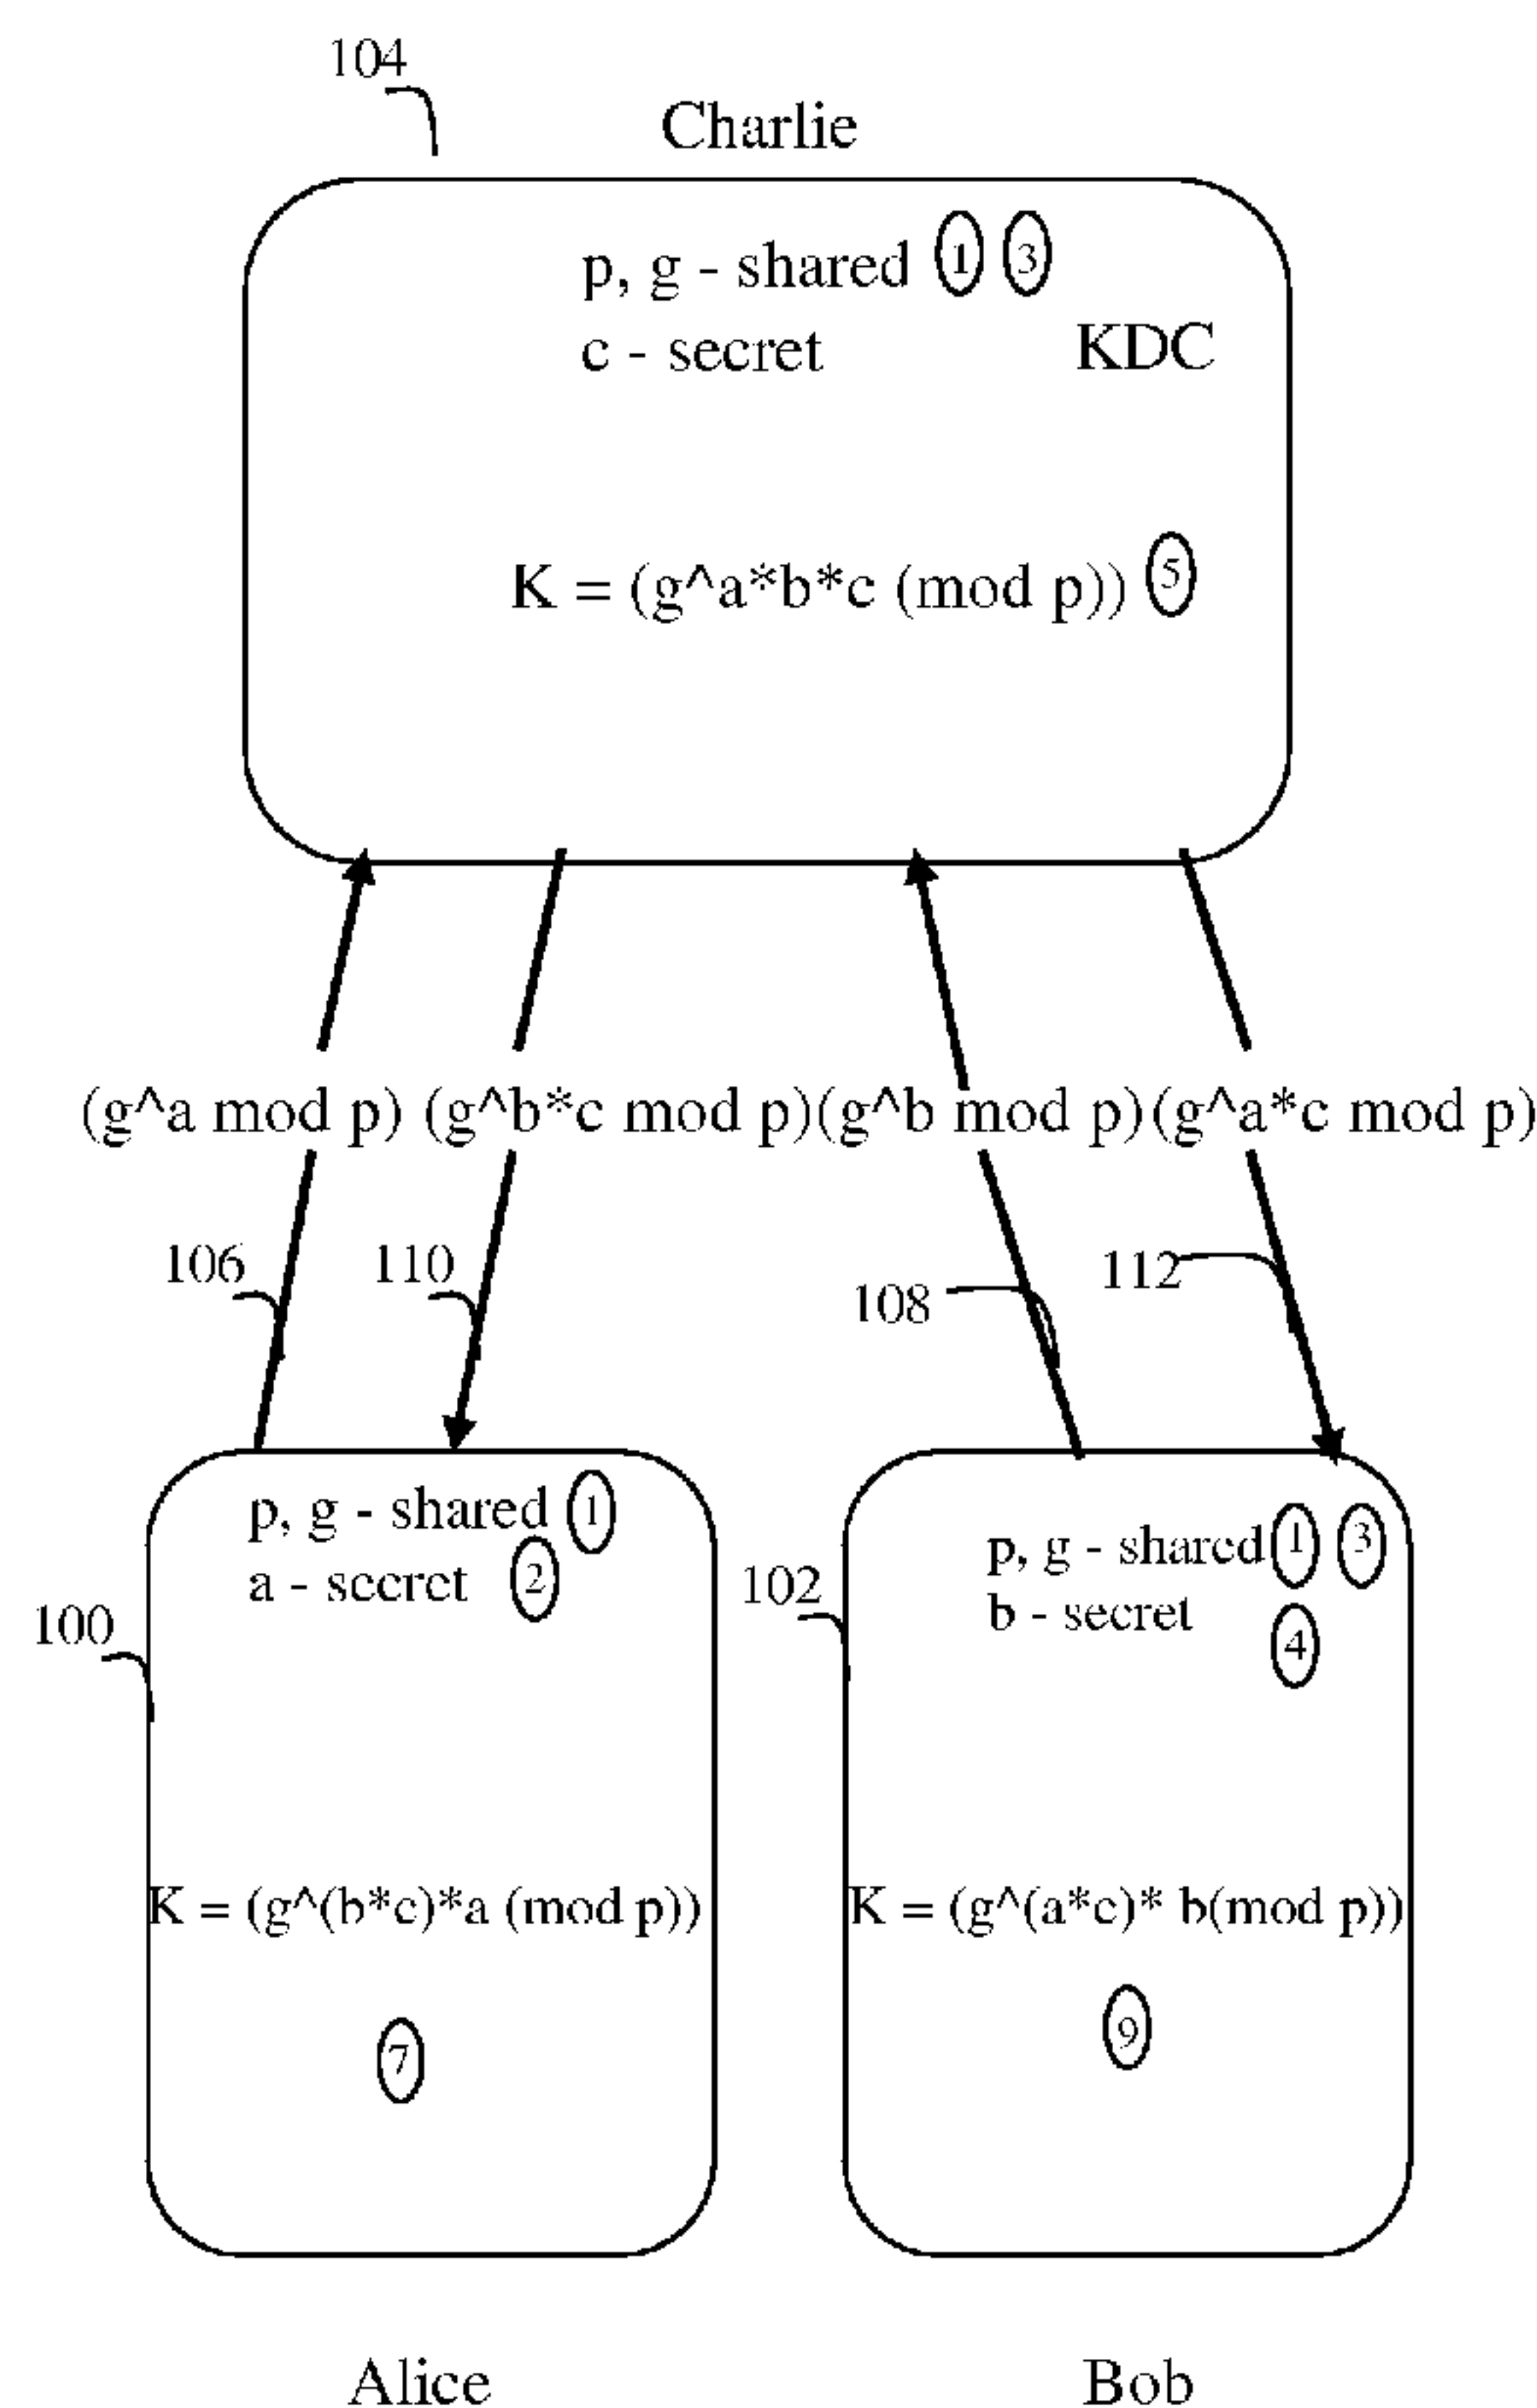 104
Charlie
p, g - shared 1 3
c - secret KDC
K = (g^a*b*c (mod p)) 5
(g^a mod p) (g^b*c mod p)(g^b mod p)(g^a*c mod p)
106 110 108 112
p, g - shared 1
a - secret 2
100
p, g - shared 1 3
b - secret
4
102
K = (g^(b*c)*a (mod p))
7
K = (g^(a*c)* b(mod p))
9
Alice Bob